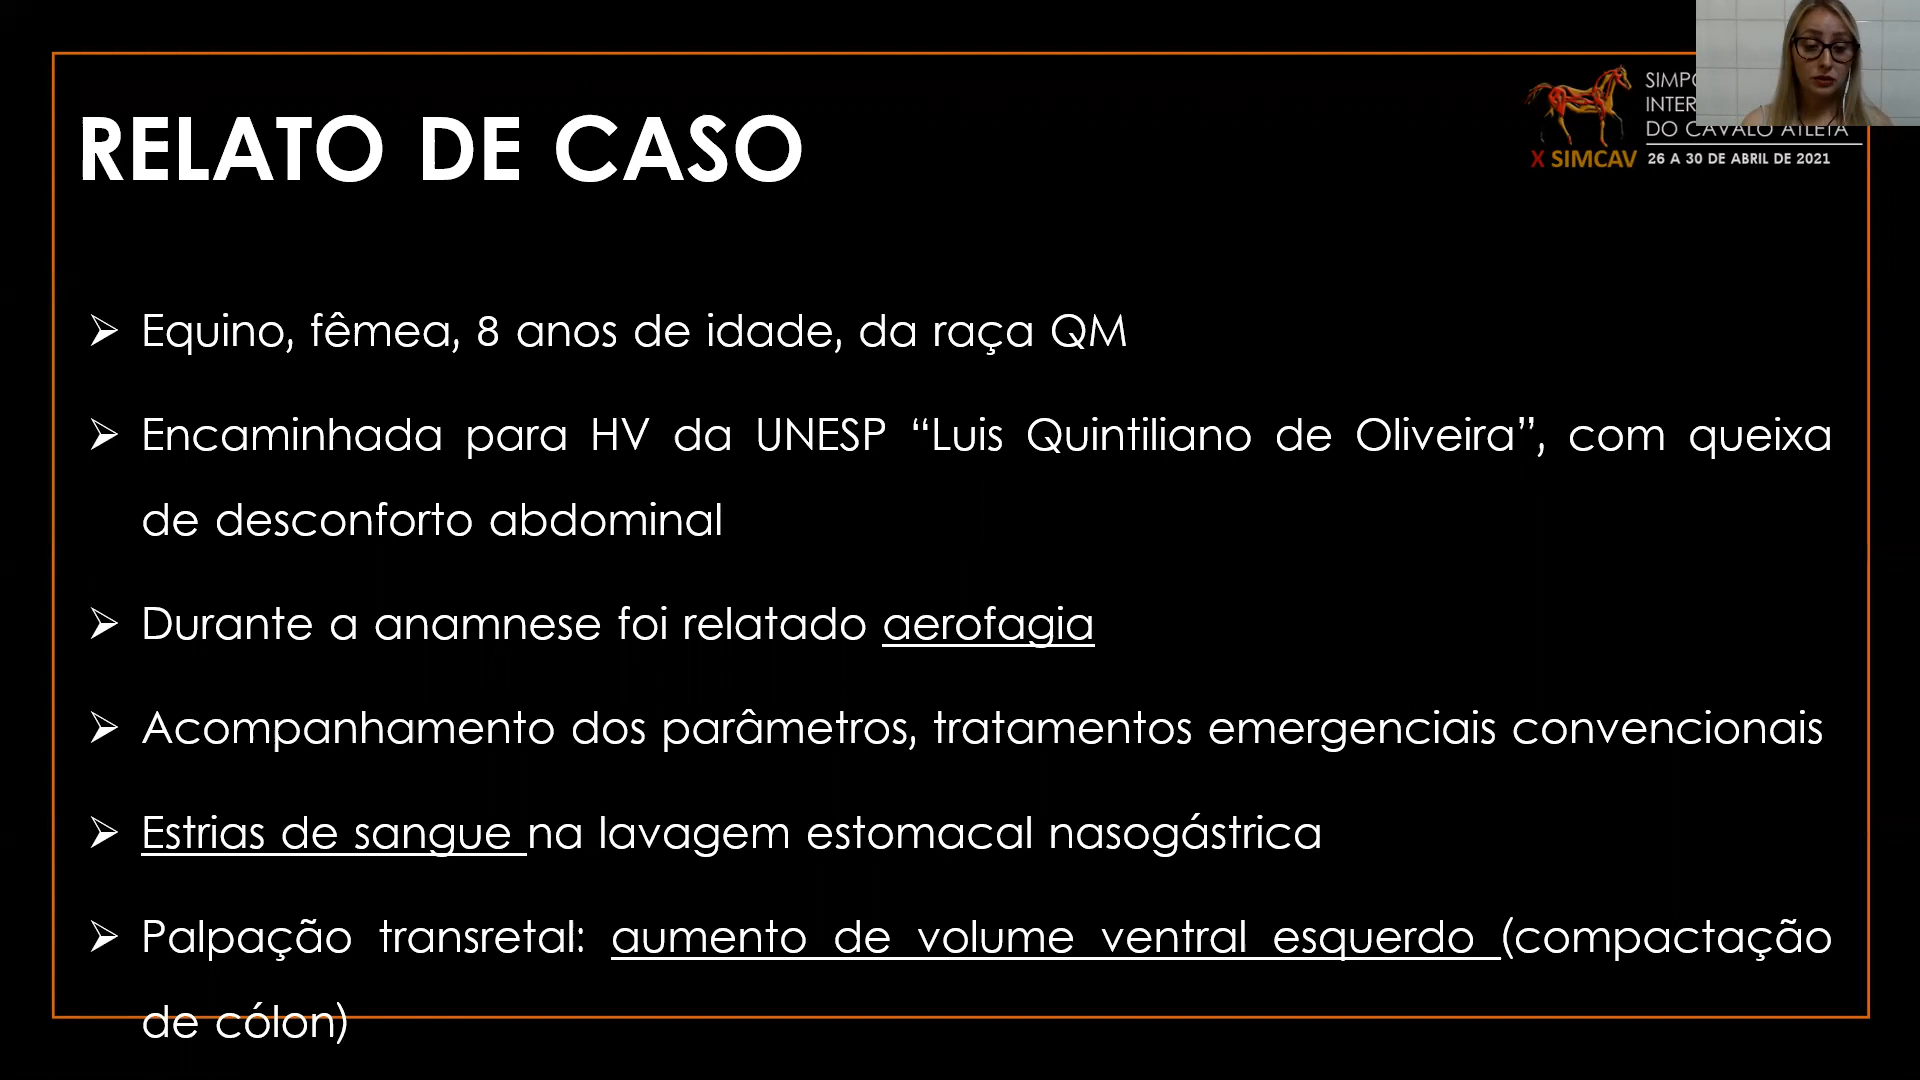 RELATO DE CASO
DO CAVALO ATLETA
X SIMCAV 26 A 30 DE ABRIL DE 2021
➢ Equino, fêmea, 8 anos de idade, da raça QM
➢ Encaminhada para HV da UNESP “Luis Quintiliano de Oliveira”, com queixa
de desconforto abdominal
➢ Durante a anamnese foi relatado aerofagia
➢ Acompanhamento dos parâmetros, tratamentos emergenciais convencionais
➢ Estrias de sangue na lavagem estomacal nasogástrica
➢ Palpação transretal: aumento de volume ventral esquerdo (compactação
de cólon)